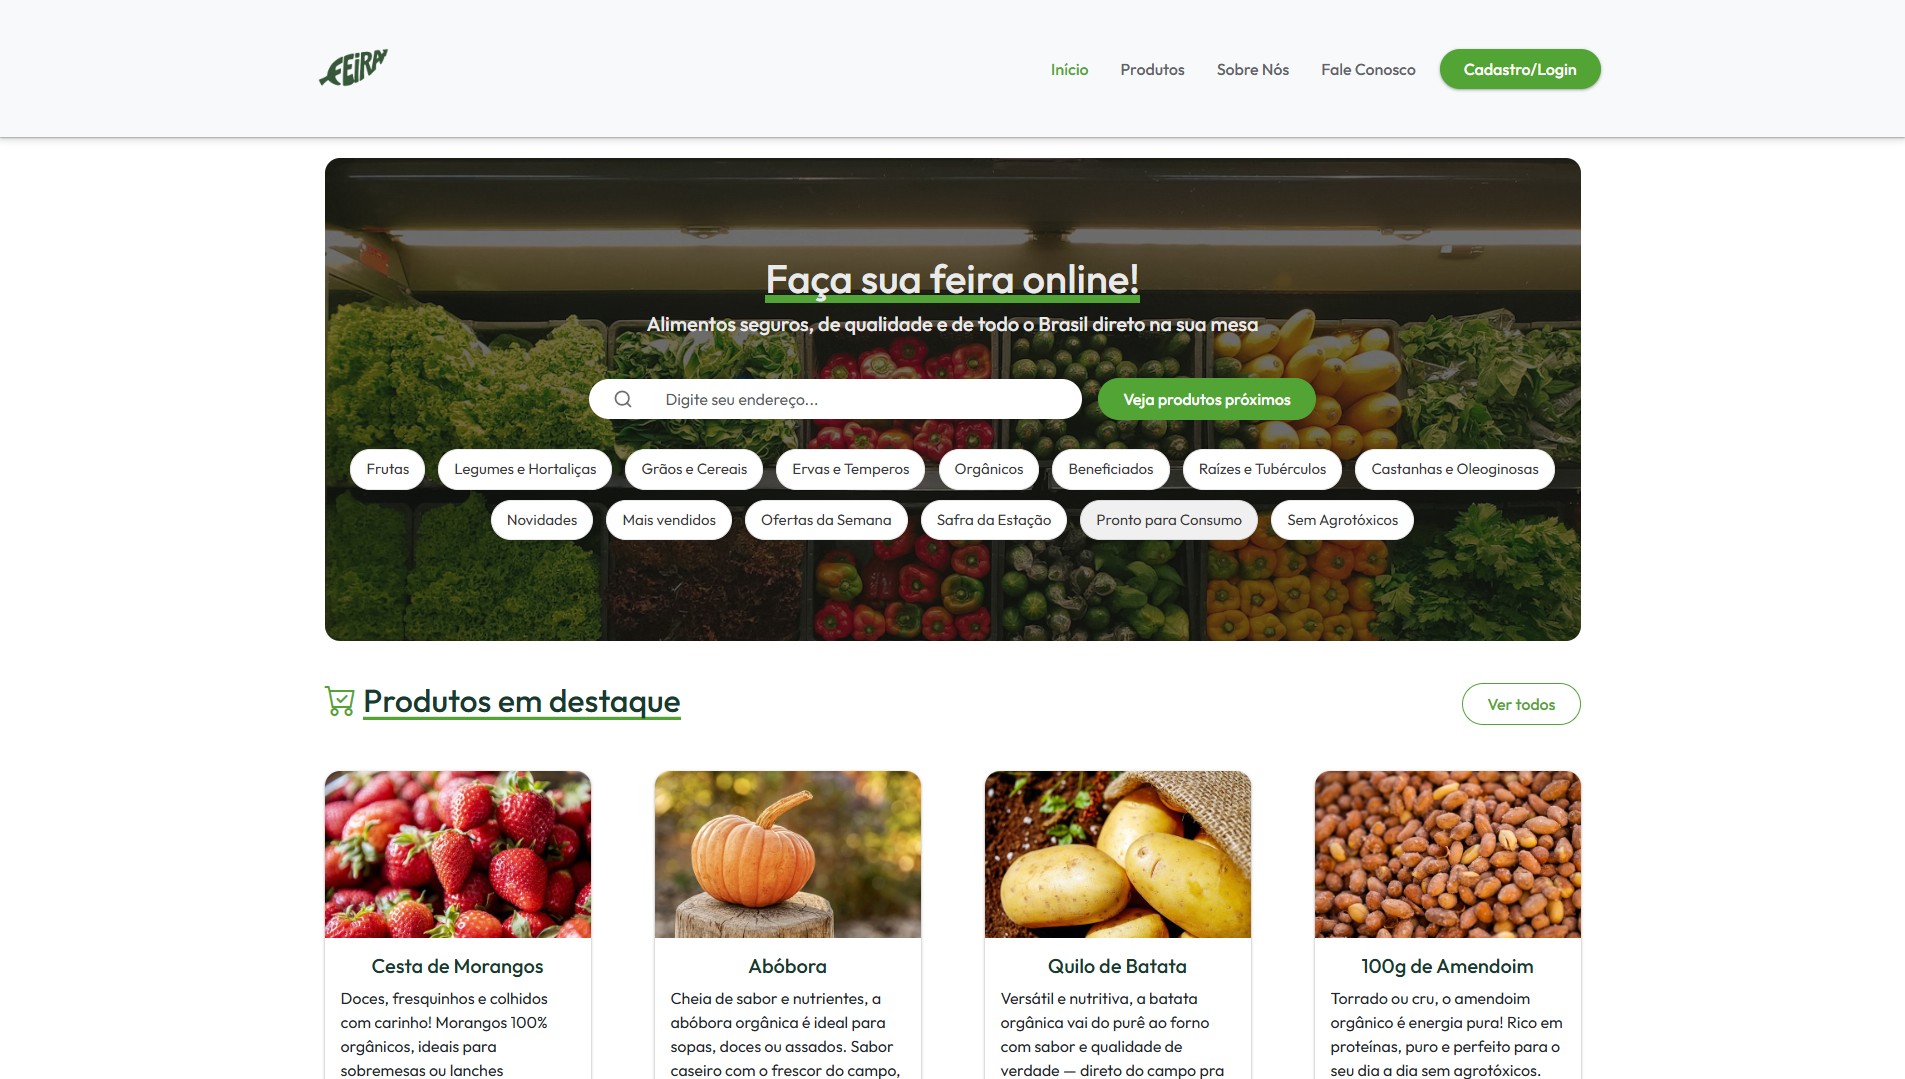 FEIRA
Início Produtos Sobre Nós Fale Conosco Cadastro/Login
Faça sua feira online!
Alimentos seguros, de qualidade e de todo o Brasil direto na sua mesa
Digite seu endereço... Veja produtos próximos
Frutas Legumes e Hortaliças Grãos e Cereais Ervas e Temperos Orgânicos Beneficiados Raízes e Tubérculos Castanhas e Oleoginosas
Novidades Mais vendidos Ofertas da Semana Safra da Estação Pronto para Consumo Sem Agrotóxicos
Produtos em destaque Ver todos
Cesta de Morangos
Doces, fresquinhos e colhidos
com carinho! Morangos 100%
orgânicos, ideais para
sobremesas ou lanches
Abóbora
Cheia de sabor e nutrientes, a
abóbora orgânica é ideal para
sopas, doces ou assados. Sabor
caseiro com o frescor do campo,
Quilo de Batata
Versátil e nutritiva, a batata
orgânica vai do purê ao forno
com sabor e qualidade de
verdade — direto do campo pra
100g de Amendoim
Torrado ou cru, o amendoim
orgânico é energia pura! Rico em
proteínas, puro e perfeito para o
seu dia a dia sem agrotóxicos.